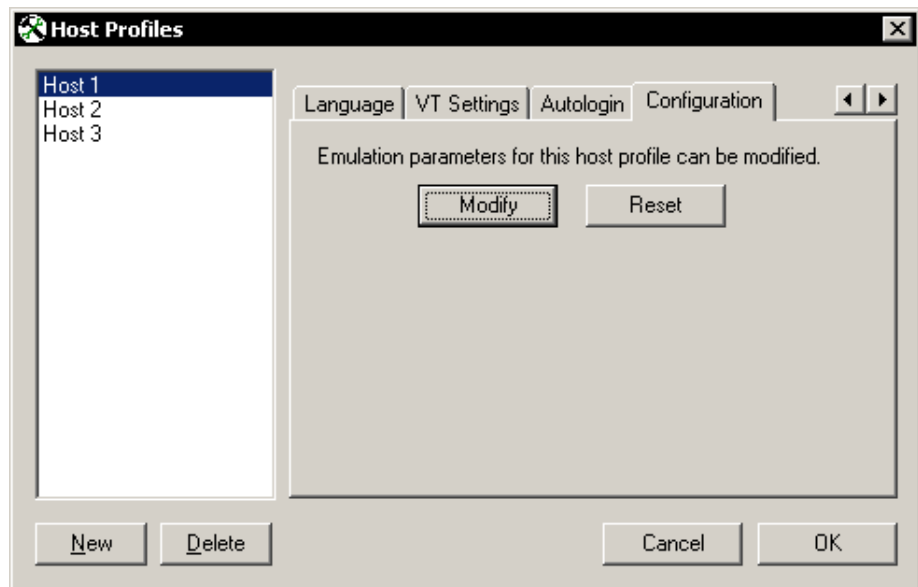 Host Profiles
Host 1
Host 2
Host 3
Language VT Settings Autologin Configuration
Emulation parameters for this host profile can be modified.
Modify Reset
New Delete Cancel OK